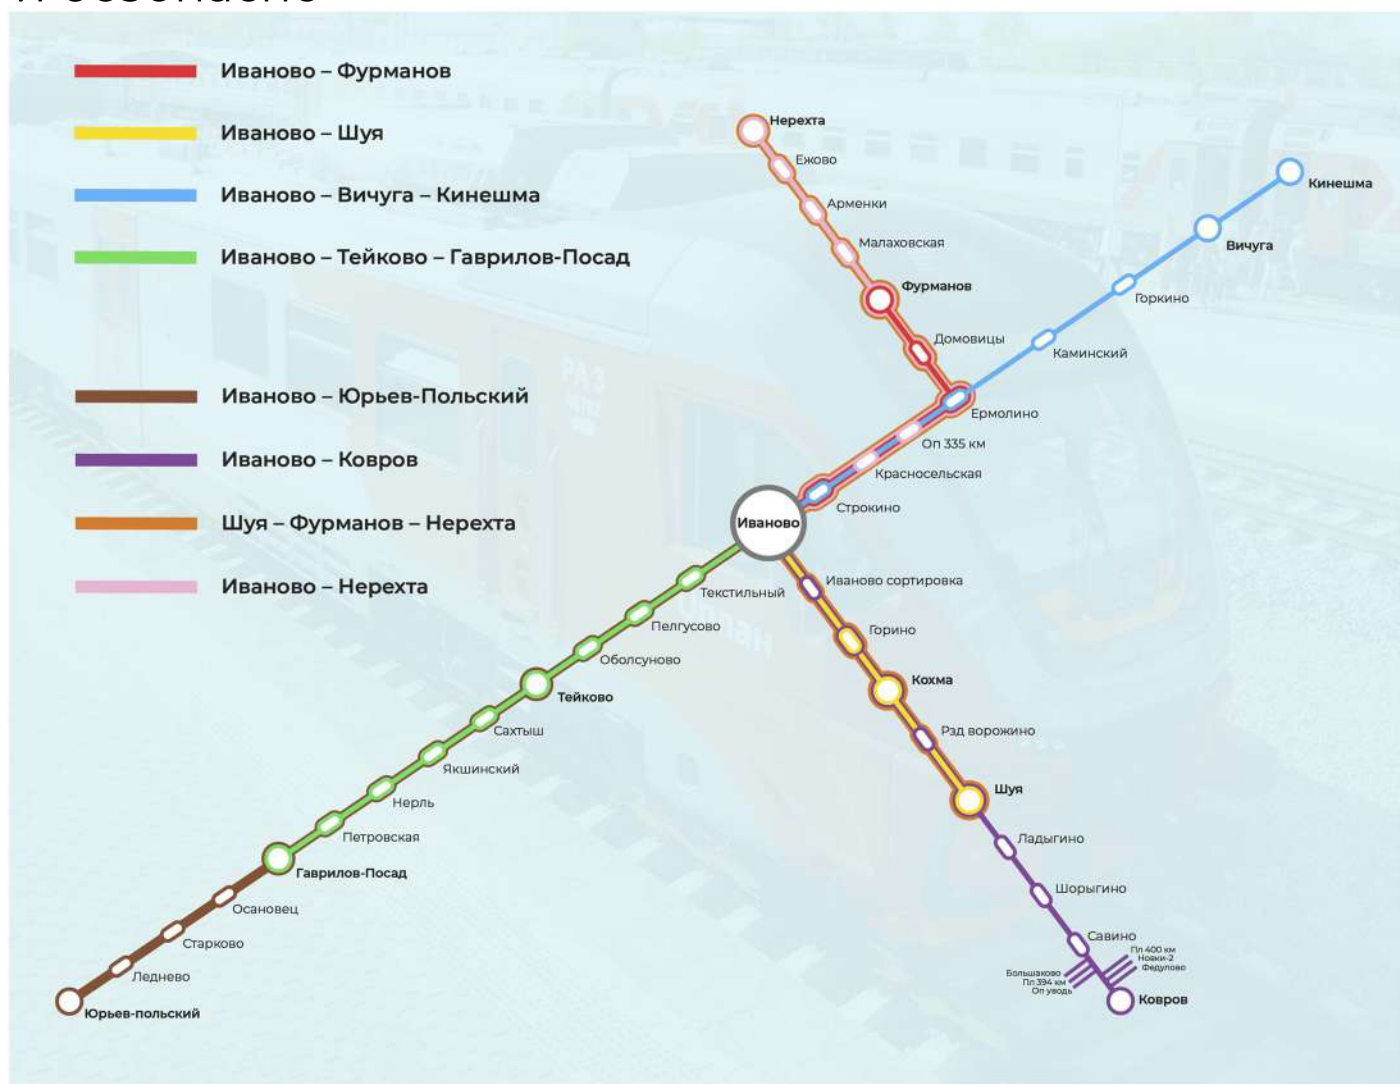 Иваново – Фурманов
Иваново – Шуя
Иваново – Вичуга – Кинешма
Иваново – Тейково – Гаврилов-Посад
Иваново – Юрьев-Польский
Иваново – Ковров
Шуя – Фурманов – Нерехта
Иваново – Нерехта
Нерехта
Ежово
Арменки
Малаховская
Фурманов
Домовицы
Кинешма
Вичуга
Горкино
Каминский
Ермолино
Оп 335 км
Красносельская
Строкино
Иваново
Иваново сортировка
Горино
Кохма
Рзд ворожино
Шуя
Ладыгино
Шорыгино
Савино
Пл 400 км
Новки-2
Федулово
Большаково
Пл 394 км
Оп уводь
Ковров
Текстильный
Пелгусово
Оболсуново
Тейково
Сахтыш
Якшинский
Нерль
Петровская
Гаврилов-Посад
Осановец
Старково
Леднево
Юрьев-польский
РА 3